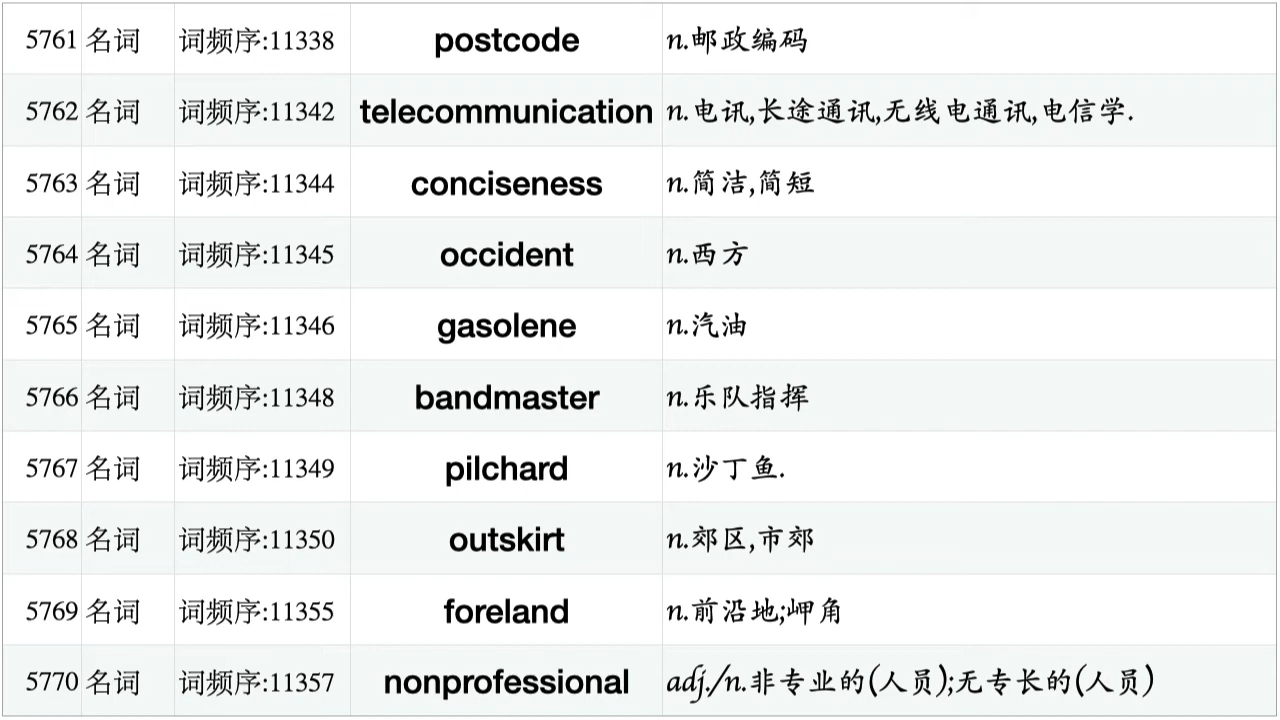 5761 名词 词频序:11338 postcode n.邮政编码
5762 名词 词频序:11342 telecommunication n.电讯,长途通讯,无线电通讯,电信学.
5763 名词 词频序:11344 conciseness n.简洁,简短
5764 名词 词频序:11345 occident n.西方
5765 名词 词频序:11346 gasolene n.汽油
5766 名词 词频序:11348 bandmaster n.乐队指挥
5767 名词 词频序:11349 pilchard n.沙丁鱼.
5768 名词 词频序:11350 outskirt n.郊区,市郊
5769 名词 词频序:11355 foreland n.前沿地;岬角
5770 名词 词频序:11357 nonprofessional adj./n.非专业的(人员);无专长的(人员)